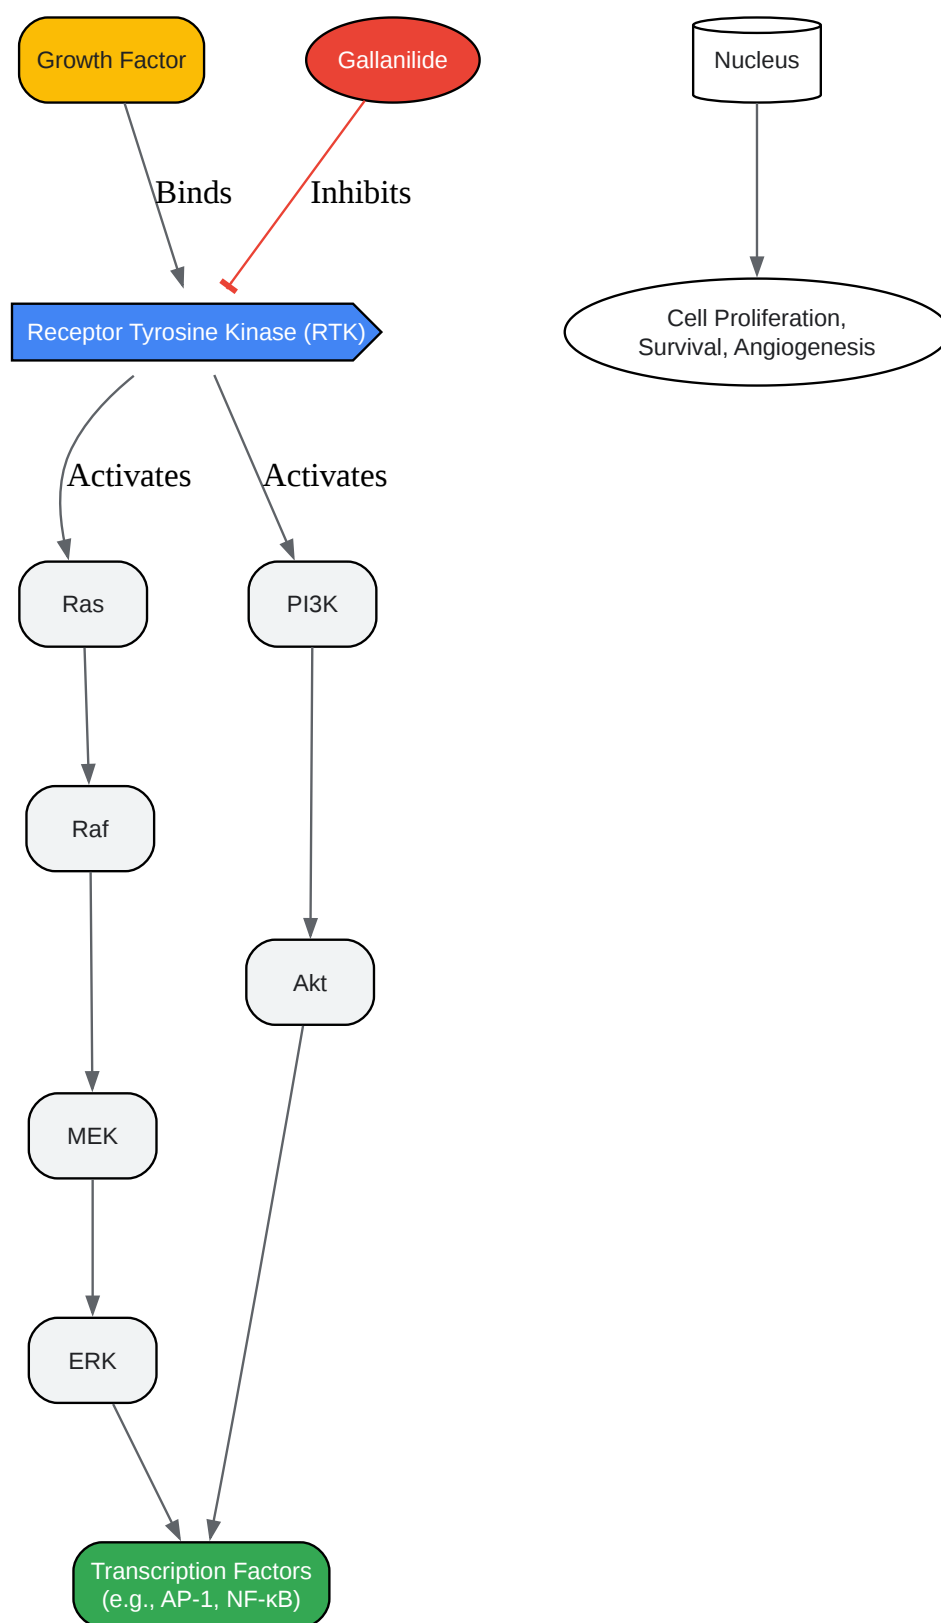 Growth Factor
Gallanilide
Nucleus
Binds
Inhibits
Receptor Tyrosine Kinase (RTK)
Cell Proliferation,
Survival, Angiogenesis
Activates
Activates
Ras
PI3K
Raf
Akt
MEK
ERK
Transcription Factors
(e.g., AP-1, NF-κB)